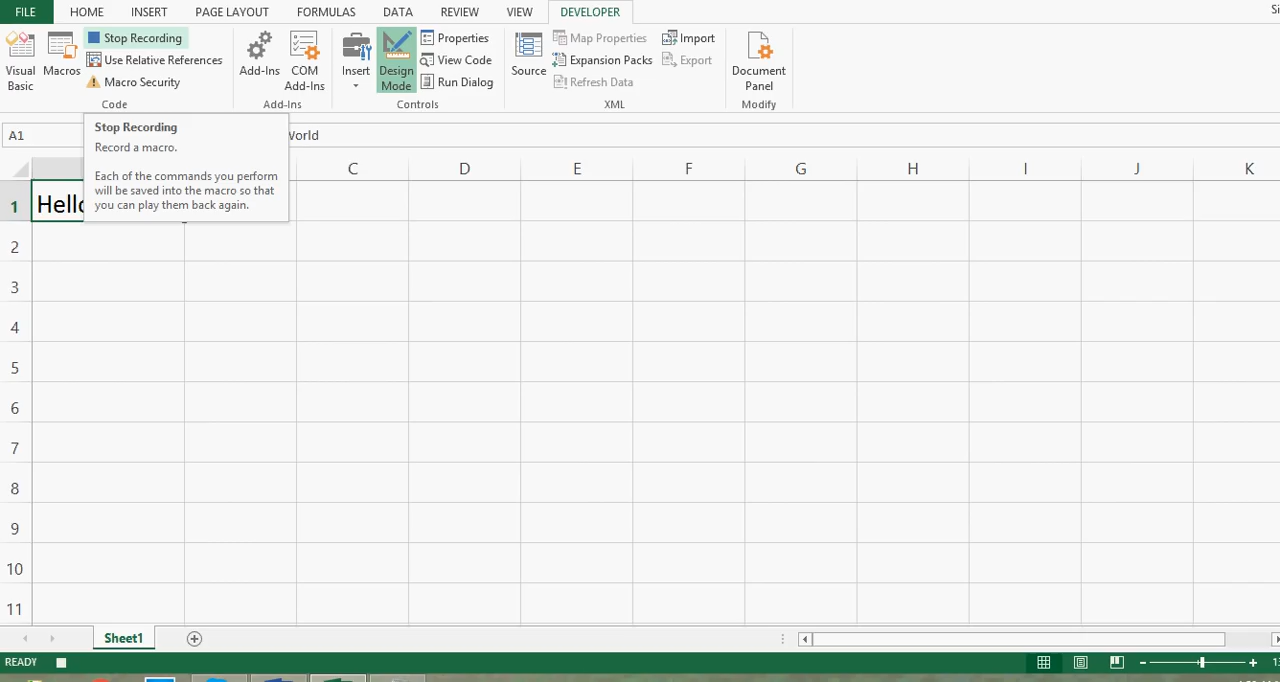 FILE HOME INSERT PAGE LAYOUT FORMULAS DATA REVIEW VIEW DEVELOPER
Visual Basic
Macros
Stop Recording
Use Relative References
Macro Security
Code
Add-Ins
COM Add-Ins
Add-Ins
Insert
Design Mode
Properties
View Code
Run Dialog
Controls
Source
Map Properties
Expansion Packs
Refresh Data
Import
Export
XML
Document Panel
Modify
A1
World
Stop Recording
Record a macro.
Each of the commands you perform
will be saved into the macro so that
you can play them back again.
C D E F G H I J K
1 Hello
2
3
4
5
6
7
8
9
10
11
Sheet1
READY